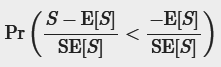 Pr ( (S − E[S]) / SE[S] < −E[S] / SE[S] )